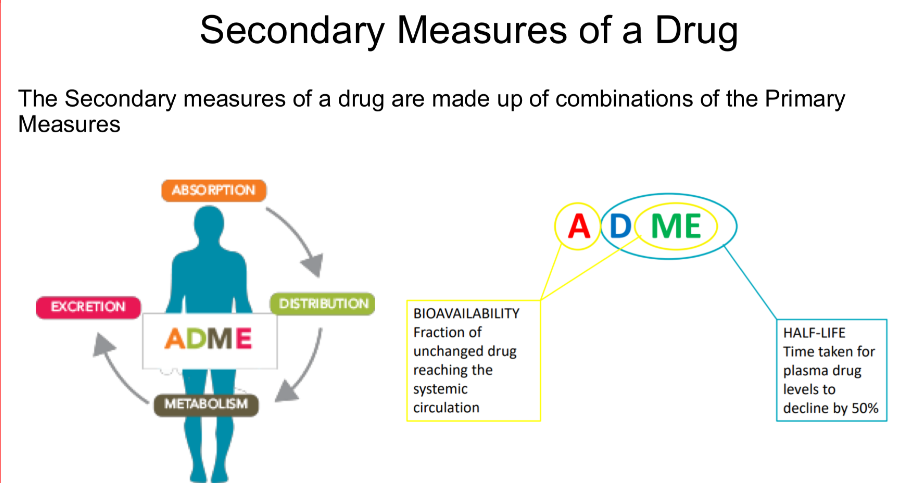 Secondary Measures of a Drug
The Secondary measures of a drug are made up of combinations of the Primary
Measures
ABSORPTION
EXCRETION
DISTRIBUTION
ADME
METABOLISM
A D ME
BIOAVAILABILITY
Fraction of
unchanged drug
reaching the
systemic
circulation
HALF-LIFE
Time taken for
plasma drug
levels to
decline by 50%